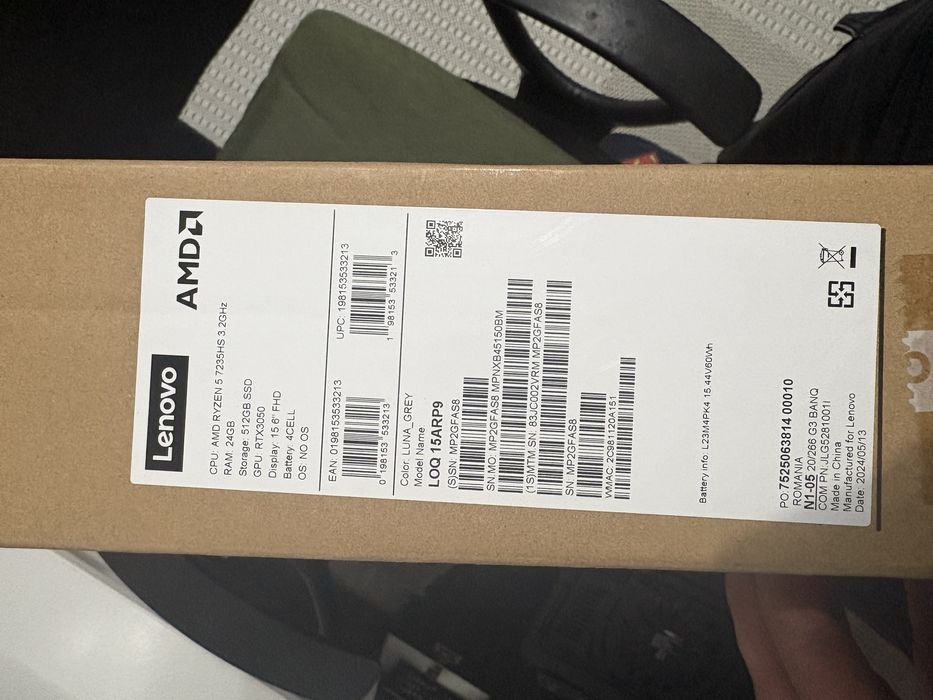 Lenovo
AMD
CPU: AMD RYZEN 5 7235HS 3.2GHz
RAM: 24GB
Storage: 512GB SSD
GPU: RTX3050
Display: 15.6" FHD
Battery: 4CELL
OS: NO OS
EAN: 0198153533213
0 198153 533213
UPC: 198153533213
1 98153 53321 3
Color: LUNA_GREY
Model Name
LOQ 15ARP9
(S)SN: MP2GFAS8
SN,MO: MP2GFAS8 MPNXB45150BM
(1S)MTM,SN: 83JC002VRM MP2GFAS8
SN: MP2GFAS8
WMAC: 2C981120A151
Battery info: L23M4PK4 15.44V60Wh
PO 7525063814 00010
ROMANIA
N1-05 20/266 G3 BANQ
COM PN:JLG5281001I
Made in China
Manufactured for Lenovo
Date: 2024/05/13